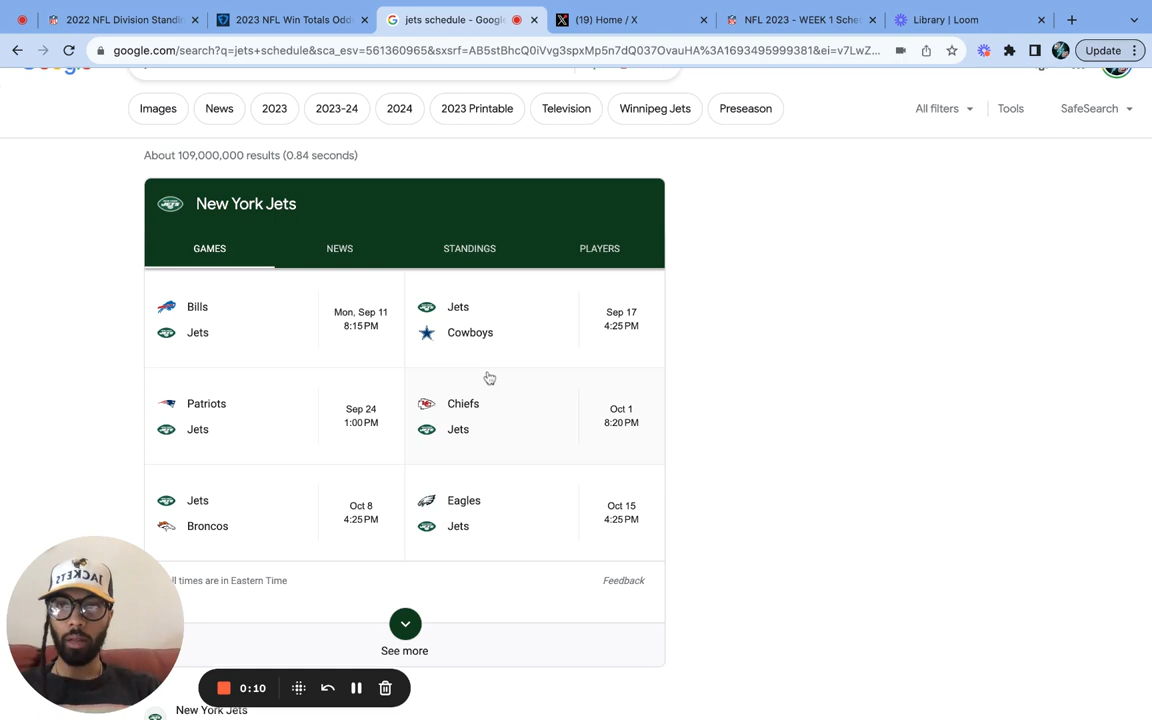 2022 NFL Division Standin
2023 NFL Win Totals Odd
jets schedule - Google
(19) Home / X
NFL 2023 - WEEK 1 Sche
Library | Loom
google.com/search?q=jets+schedule&sca_esv=561360965&sxsrf=AB5stBhcQ0iVvg3spxMp5n7dQ037OvauHA%3A1693495999381&ei=v7LwZ...
Update
Images
News
2023
2023-24
2024
2023 Printable
Television
Winnipeg Jets
Preseason
All filters
Tools
SafeSearch
About 109,000,000 results (0.84 seconds)
New York Jets
GAMES
NEWS
STANDINGS
PLAYERS
Bills
Jets
Mon, Sep 11
8:15 PM
Jets
Cowboys
Sep 17
4:25 PM
Patriots
Jets
Sep 24
1:00 PM
Chiefs
Jets
Oct 1
8:20 PM
Jets
Broncos
Oct 8
4:25 PM
Eagles
Jets
Oct 15
4:25 PM
ll times are in Eastern Time
Feedback
See more
JACKETS
0:10
New York Jets